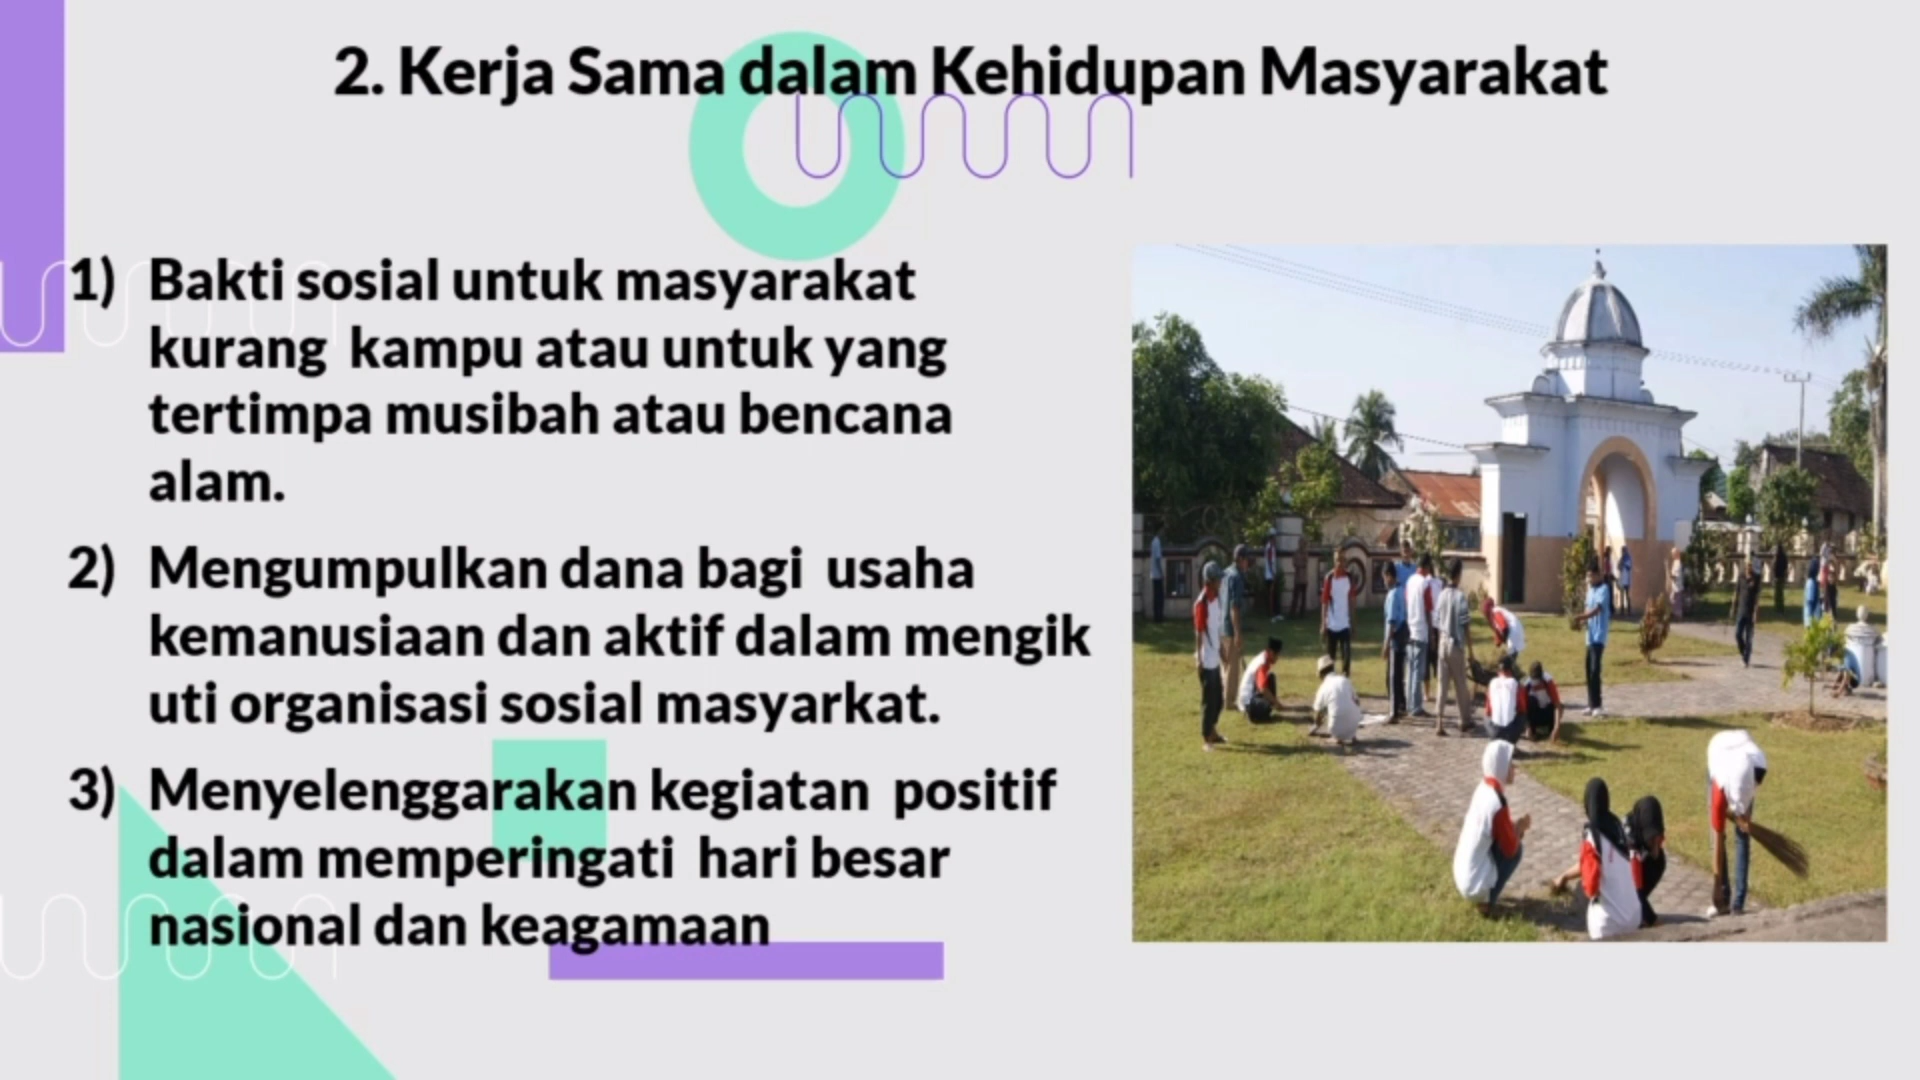 2. Kerja Sama dalam Kehidupan Masyarakat
1) Bakti sosial untuk masyarakat
kurang kampu atau untuk yang
tertimpa musibah atau bencana
alam.
2) Mengumpulkan dana bagi usaha
kemanusiaan dan aktif dalam mengik
uti organisasi sosial masyarkat.
3) Menyelenggarakan kegiatan positif
dalam memperingati hari besar
nasional dan keagamaan